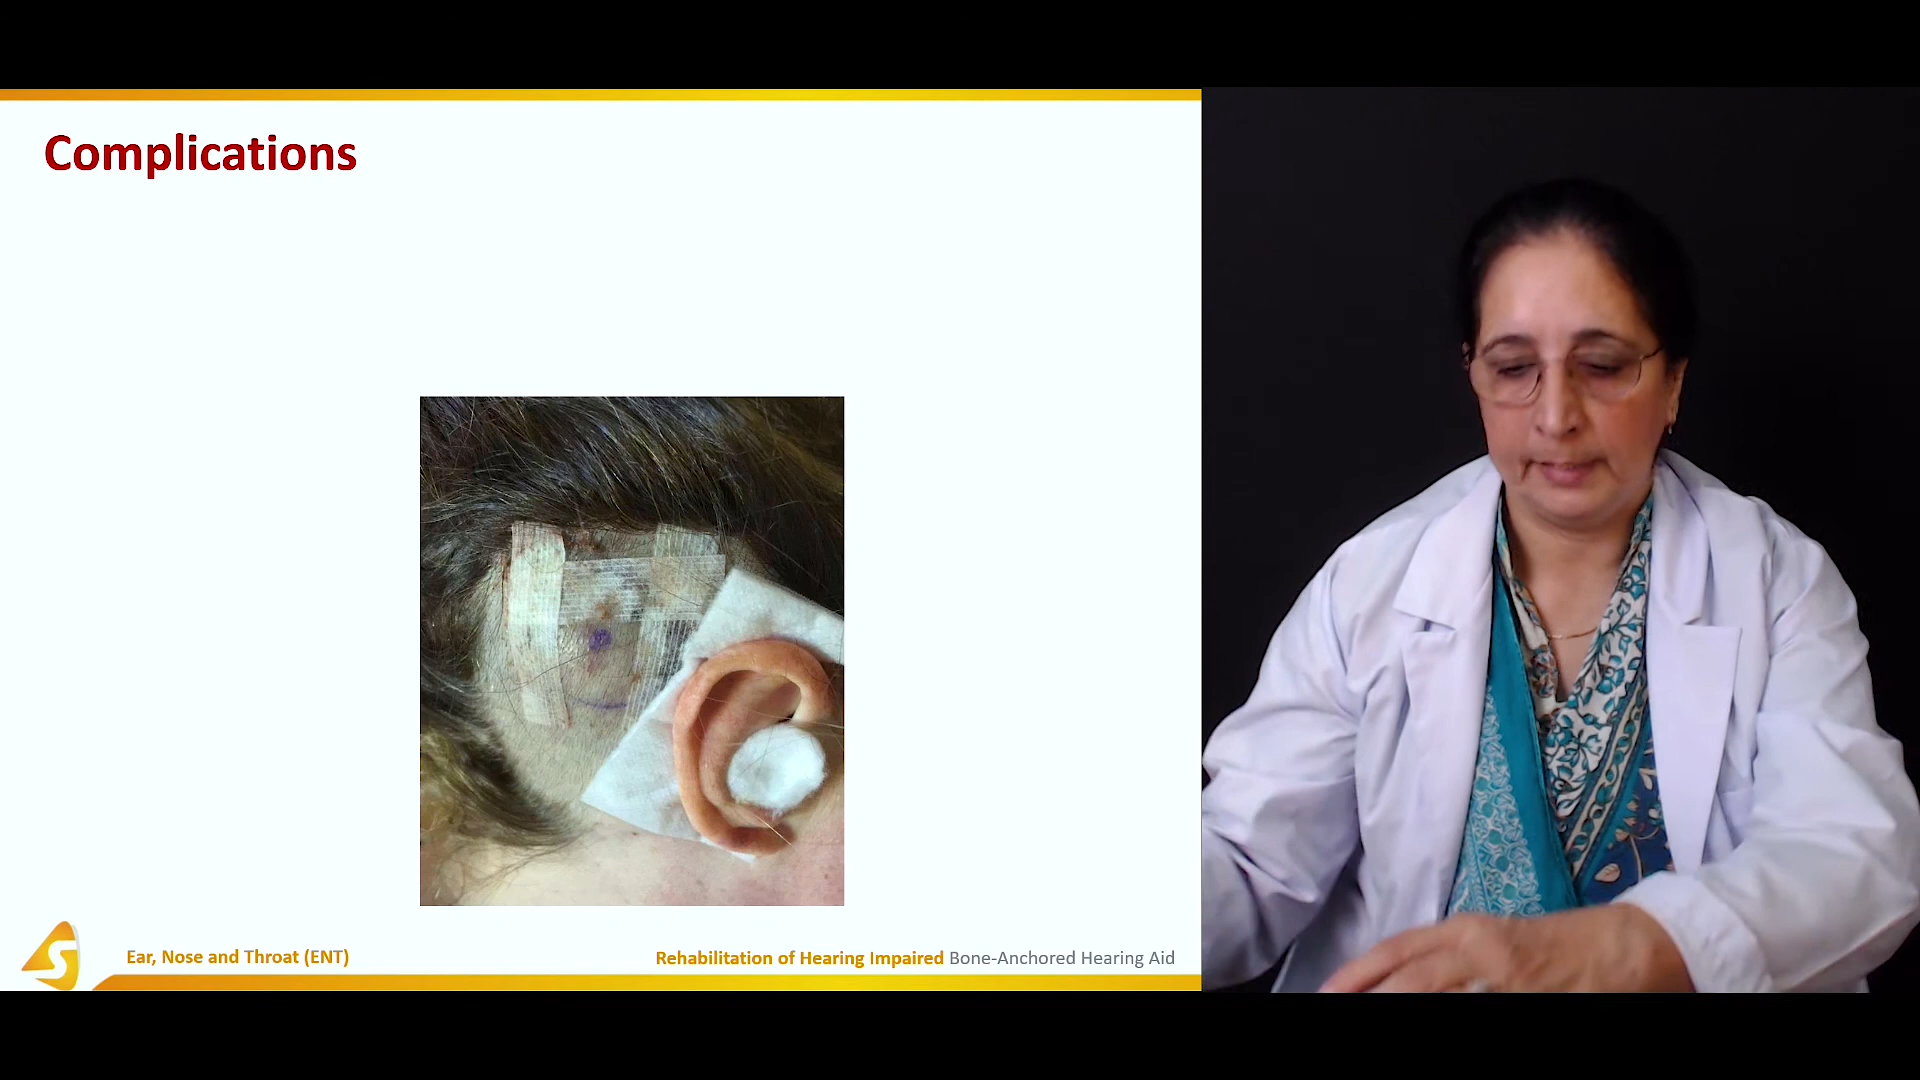 Complications
Ear, Nose and Throat (ENT)
Rehabilitation of Hearing Impaired Bone-Anchored Hearing Aid